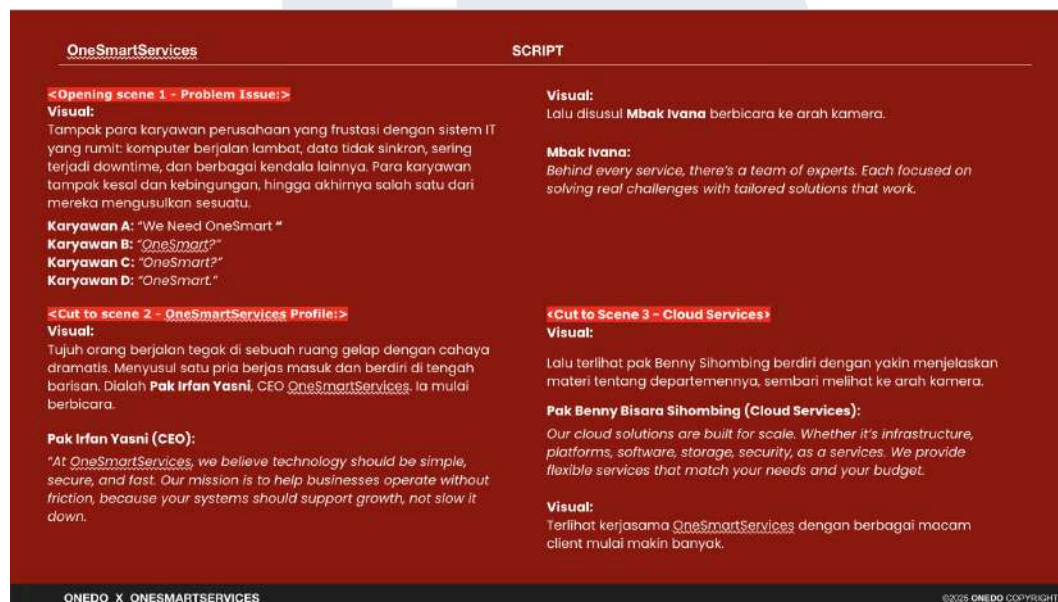 OneSmartServices
SCRIPT
<Opening scene 1 - Problem Issue:>
Visual:
Tampak para karyawan perusahaan yang frustasi dengan sistem IT
yang rumit: komputer berjalan lambat, data tidak sinkron, sering
terjadi downtime, dan berbagai kendala lainnya. Para karyawan
tampak kesal dan kebingungan, hingga akhirnya salah satu dari
mereka mengusulkan sesuatu.
Karyawan A: “We Need OneSmart “
Karyawan B: “OneSmart?”
Karyawan C: “OneSmart?”
Karyawan D: “OneSmart.”
<Cut to scene 2 - OneSmartServices Profile:>
Visual:
Tujuh orang berjalan tegak di sebuah ruang gelap dengan cahaya
dramatis. Menyusul satu pria berjas masuk dan berdiri di tengah
barisan. Dialah Pak Irfan Yasni, CEO OneSmartServices. Ia mulai
berbicara.
Pak Irfan Yasni (CEO):
“At OneSmartServices, we believe technology should be simple,
secure, and fast. Our mission is to help businesses operate without
friction, because your systems should support growth, not slow it
down.
Visual:
Lalu disusul Mbak Ivana berbicara ke arah kamera.
Mbak Ivana:
Behind every service, there’s a team of experts. Each focused on
solving real challenges with tailored solutions that work.
<Cut to Scene 3 - Cloud Services>
Visual:
Lalu terlihat pak Benny Sihombing berdiri dengan yakin menjelaskan
materi tentang departemennya, sembari melihat ke arah kamera.
Pak Benny Bisara Sihombing (Cloud Services):
Our cloud solutions are built for scale. Whether it’s infrastructure,
platforms, software, storage, security, as a services. We provide
flexible services that match your needs and your budget.
Visual:
Terlihat kerjasama OneSmartServices dengan berbagai macam
client mulai makin banyak.
ONEDO X ONESMARTSERVICES
©2025 ONEDO COPYRIGHT